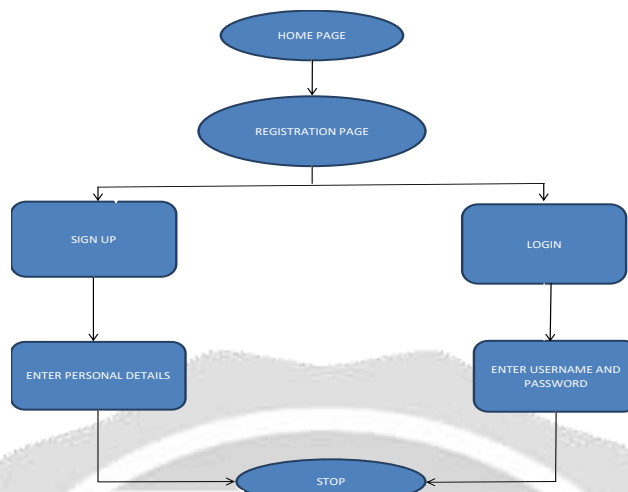 HOME PAGE
REGISTRATION PAGE
SIGN UP
LOGIN
ENTER PERSONAL DETAILS
ENTER USERNAME AND
PASSWORD
STOP